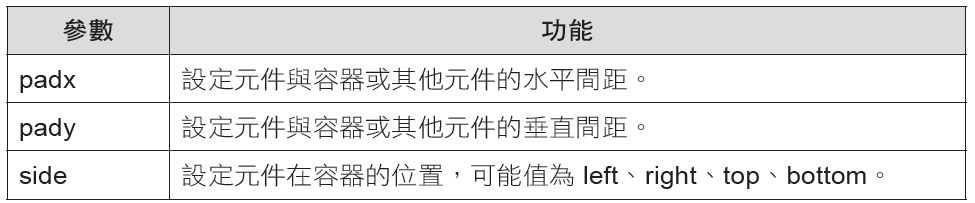 參數 功能
padx 設定元件與容器或其他元件的水平間距。
pady 設定元件與容器或其他元件的垂直間距。
side 設定元件在容器的位置，可能值為 left、right、top、bottom。